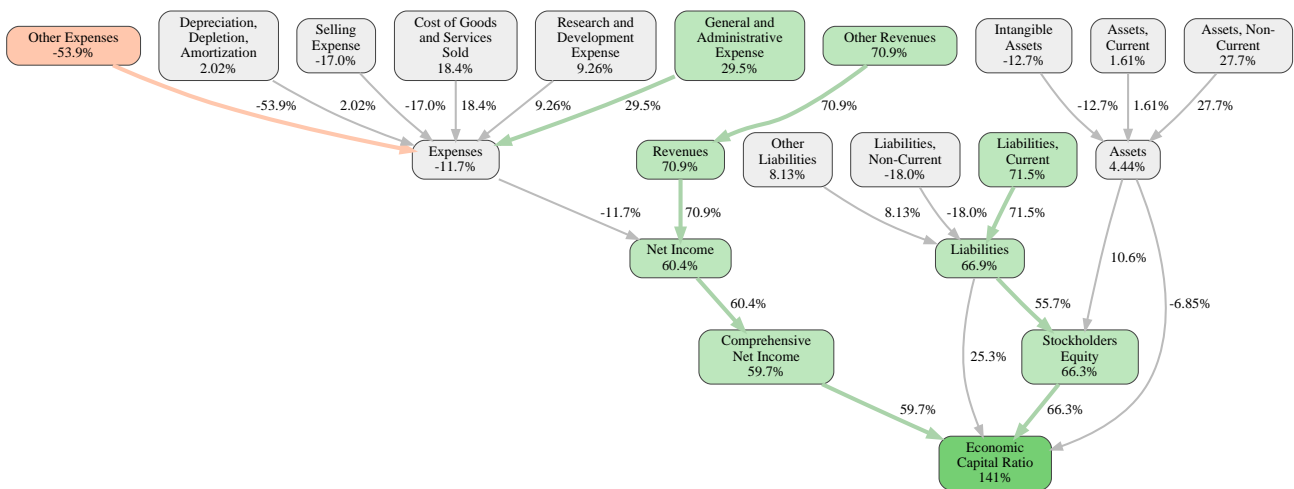 Other Expenses
-53.9%
Depreciation,
Depletion,
Amortization
2.02%
Selling
Expense
-17.0%
Cost of Goods
and Services
Sold
18.4%
Research and
Development
Expense
9.26%
General and
Administrative
Expense
29.5%
Other Revenues
70.9%
Intangible
Assets
-12.7%
Assets,
Current
1.61%
Assets, Non-
Current
27.7%
-53.9%
2.02%
-17.0%
18.4%
9.26%
29.5%
70.9%
-12.7%
1.61%
27.7%
Expenses
-11.7%
Revenues
70.9%
Other
Liabilities
8.13%
Liabilities,
Non-Current
-18.0%
Liabilities,
Current
71.5%
Assets
4.44%
-11.7%
70.9%
8.13%
-18.0%
71.5%
Net Income
60.4%
Liabilities
66.9%
10.6%
60.4%
55.7%
-6.85%
Comprehensive
Net Income
59.7%
25.3%
Stockholders
Equity
66.3%
59.7%
66.3%
Economic
Capital Ratio
141%